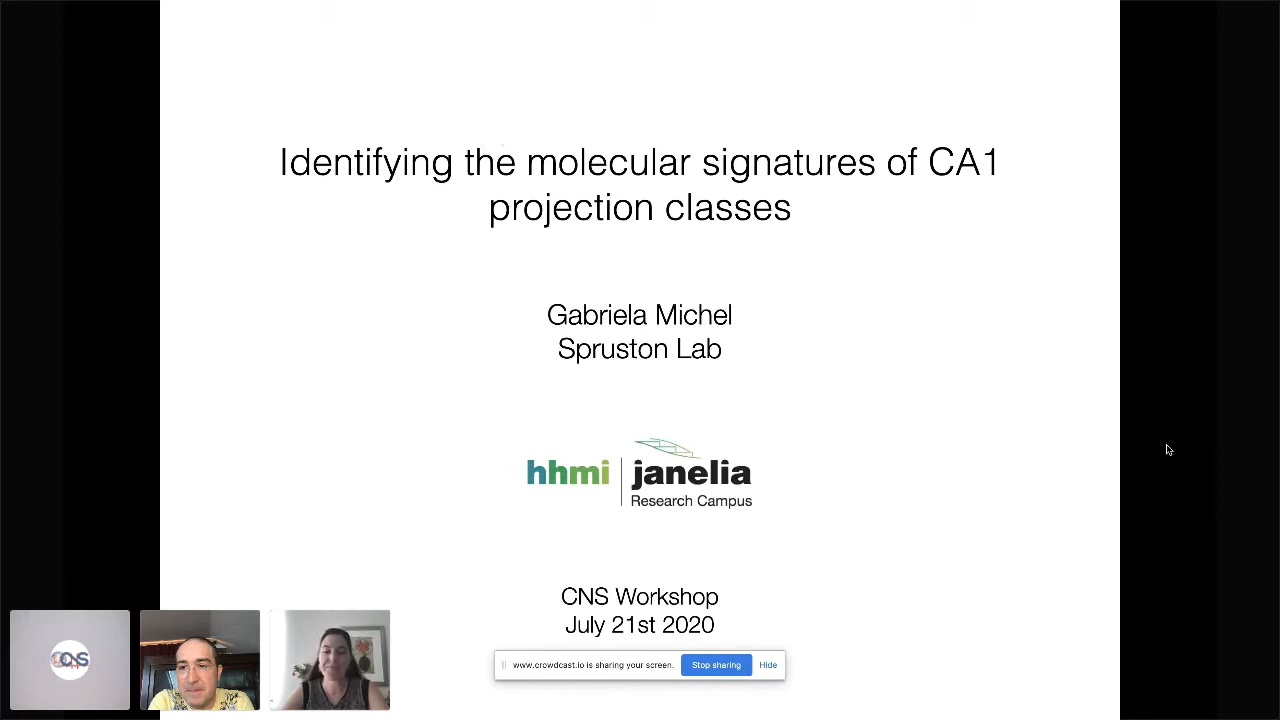 Identifying the molecular signatures of CA1
projection classes
Gabriela Michel
Spruston Lab
hhmi janelia
Research Campus
CNS Workshop
July 21st 2020
www.crowdcast.io is sharing your screen. Stop sharing Hide